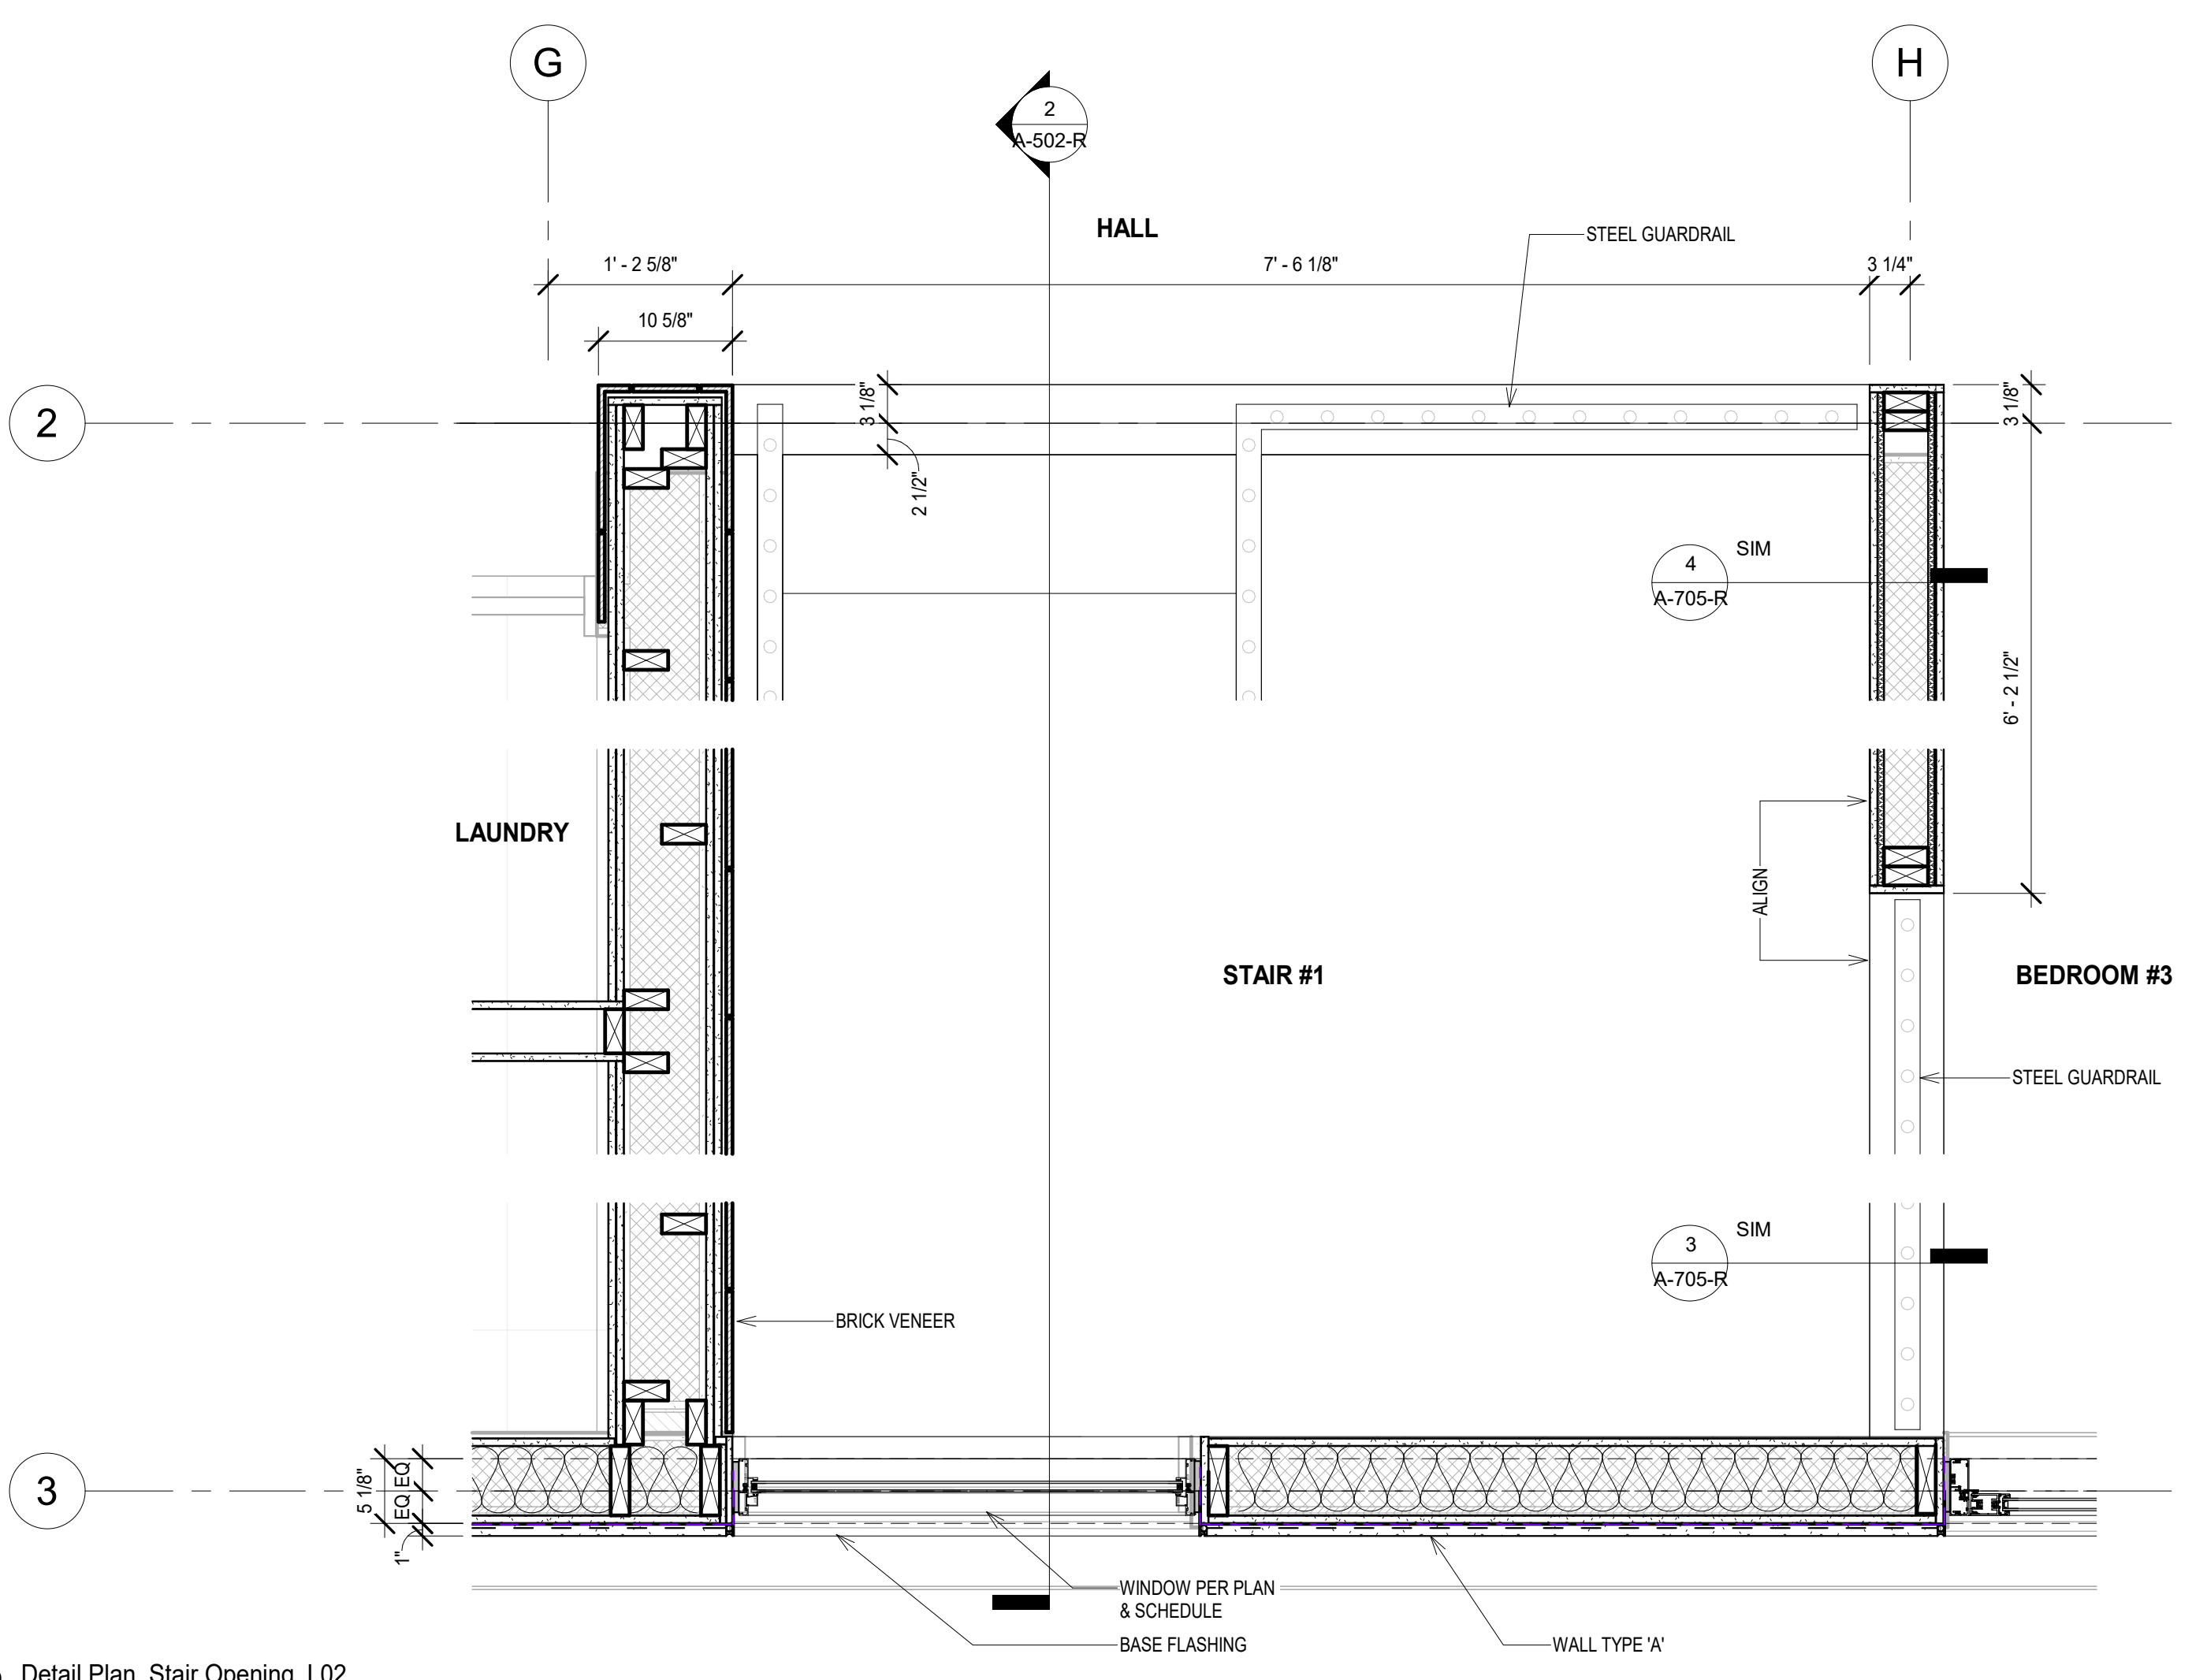 G
H
2
A-502-R
HALL
STEEL GUARDRAIL
1' - 2 5/8"
7' - 6 1/8"
3 1/4"
10 5/8"
2
3 1/8"
3 1/8"
2 1/2"
4
SIM
A-705-R
6' - 2 1/2"
LAUNDRY
ALIGN
STAIR #1
BEDROOM #3
STEEL GUARDRAIL
3
SIM
A-705-R
BRICK VENEER
3
5 1/8"
EQ EQ
1"
WINDOW PER PLAN
& SCHEDULE
BASE FLASHING
WALL TYPE 'A'
Detail Plan Stair Opening L02